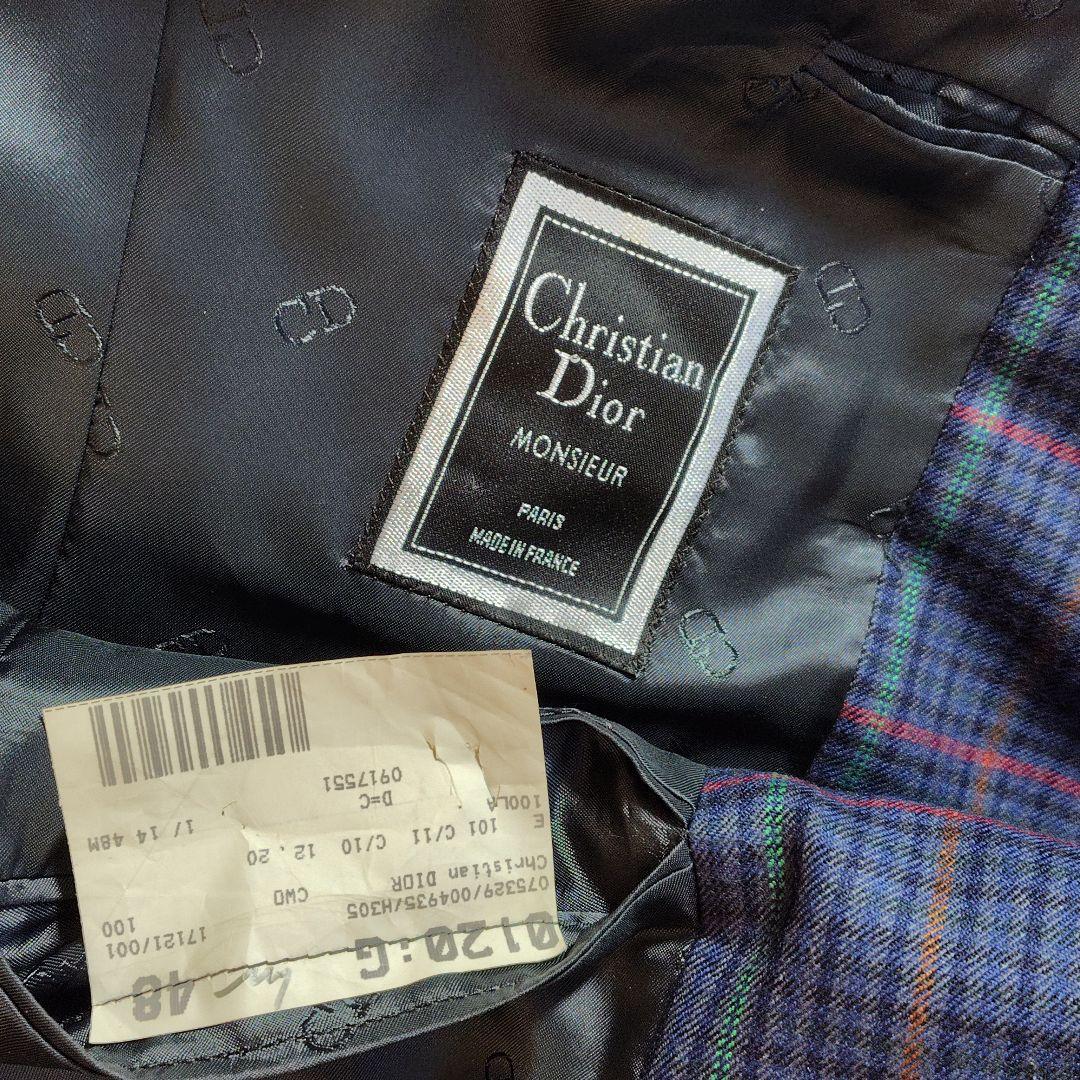 Christian
Dior
MONSIEUR
PARIS
MADE IN FRANCE
CD
0120:G 48
075329/004935/H305 17121/001
Christian DIOR CWD 100
E 101 C/11 C/10 12.20 1/ 14 48M
100LA D=C
0917551